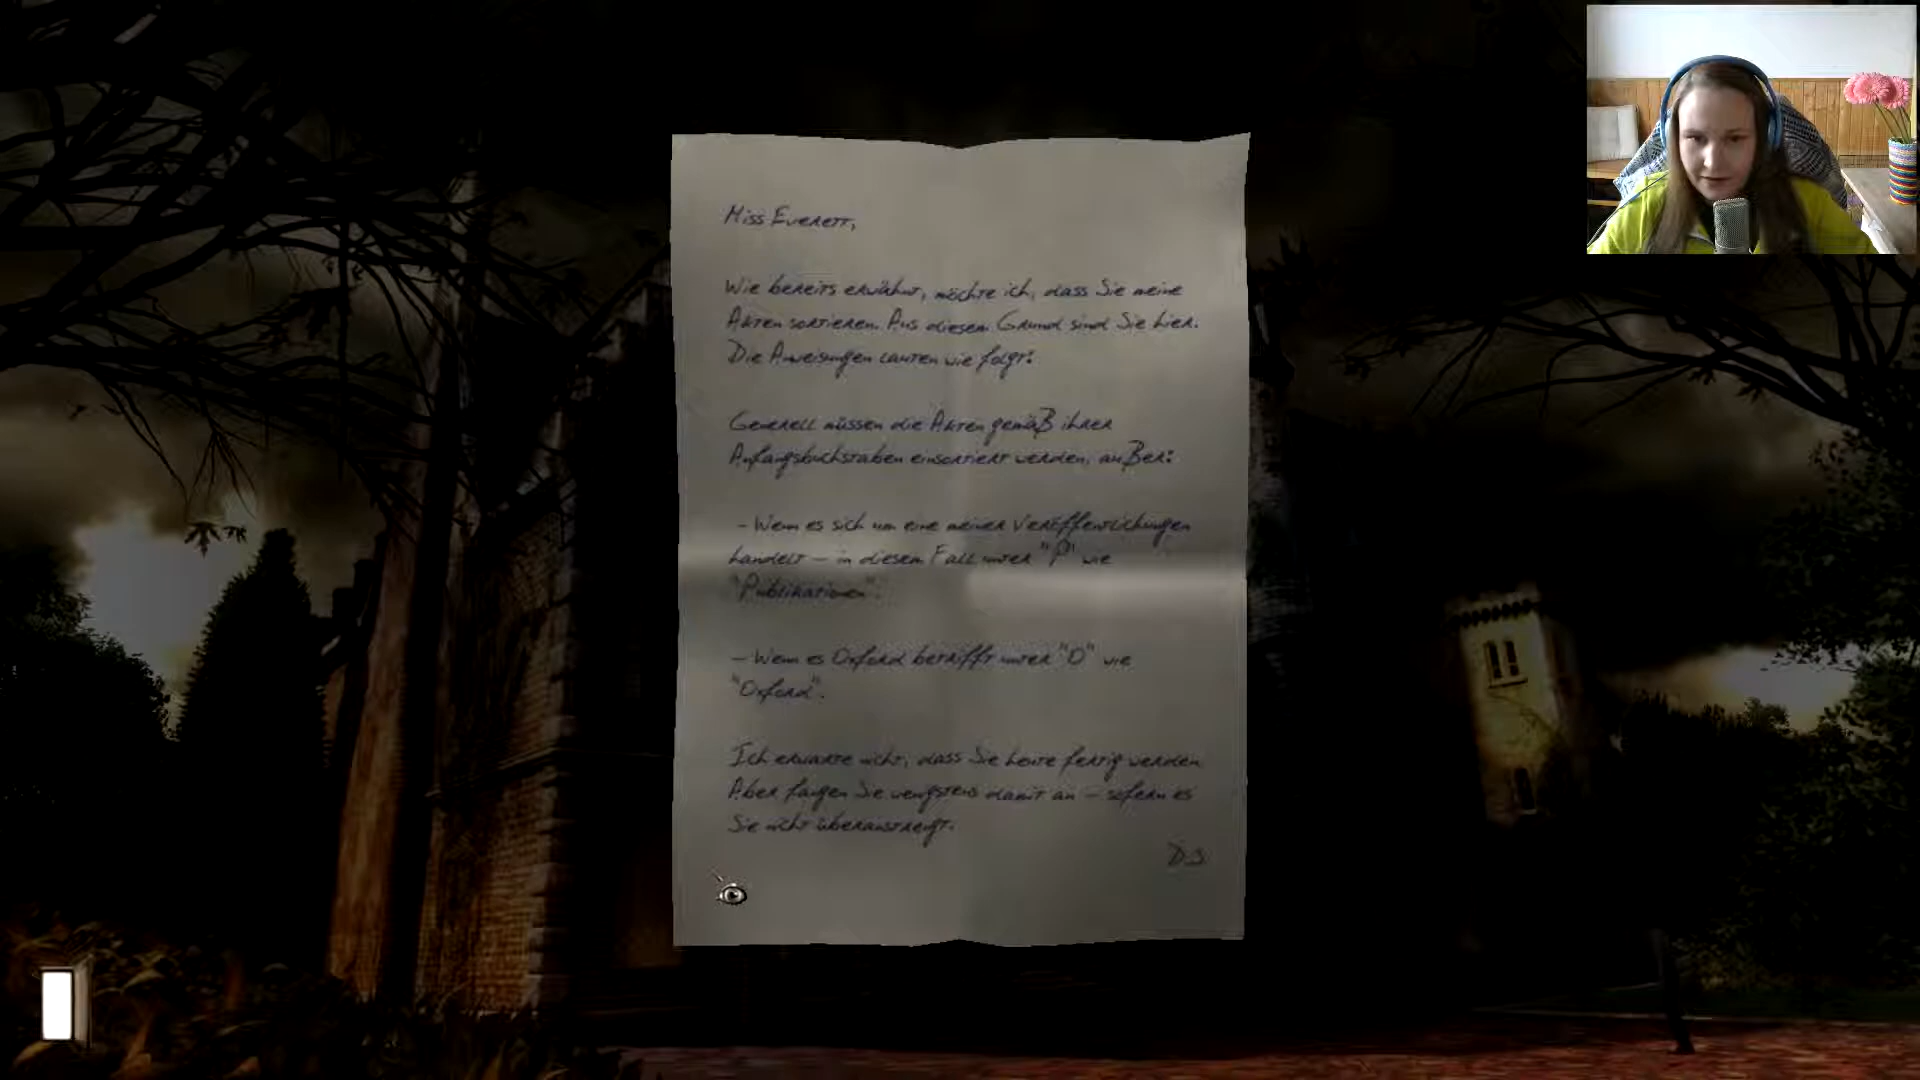 Miss Everett,
Wie bereits erwähnt, möchte ich, dass Sie meine
Akten sortieren. Aus diesem Grund sind Sie hier.
Die Anweisungen lauten wie folgt:
Generell müssen die Akten gemäß ihrer
Anfangsbuchstaben einsortiert werden, außer:
- Wenn es sich um eine meiner Veröffentlichungen
handelt - in diesem Fall unter "P" wie
"Publikationen".
- Wenn es Oxford betrifft unter "O" wie
"Oxford".
Ich erwarte nicht, dass Sie heute fertig werden.
Aber fangen Sie wengstens damit an - sofern es
Sie nicht überanstrengt.
D.S